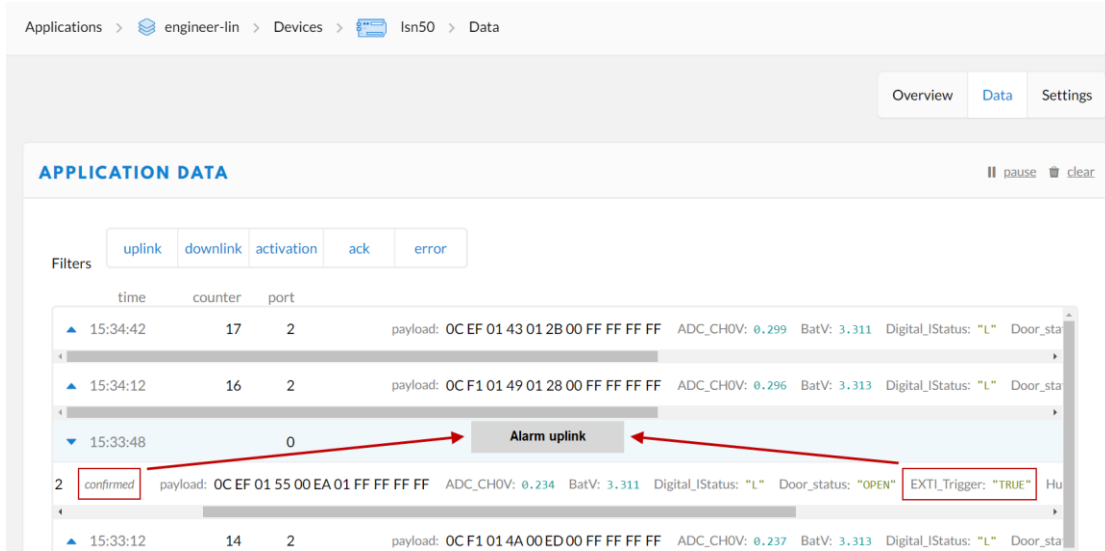 Applications > engineer-lin > Devices > lsn50 > Data
Overview Data Settings
APPLICATION DATA
pause clear
Filters uplink downlink activation ack error
time counter port
15:34:42 17 2 payload: 0C EF 01 43 01 2B 00 FF FF FF FF ADC_CH0V: 0.299 BatV: 3.311 Digital_IStatus: "L" Door_sta
15:34:12 16 2 payload: 0C F1 01 49 01 28 00 FF FF FF FF ADC_CH0V: 0.296 BatV: 3.313 Digital_IStatus: "L" Door_sta
15:33:48 0 Alarm uplink
2 confirmed payload: 0C EF 01 55 00 EA 01 FF FF FF FF ADC_CH0V: 0.234 BatV: 3.311 Digital_IStatus: "L" Door_status: "OPEN" EXTI_Trigger: "TRUE" Hu
15:33:12 14 2 payload: 0C F1 01 4A 00 ED 00 FF FF FF FF ADC_CH0V: 0.237 BatV: 3.313 Digital_IStatus: "L" Door_sta